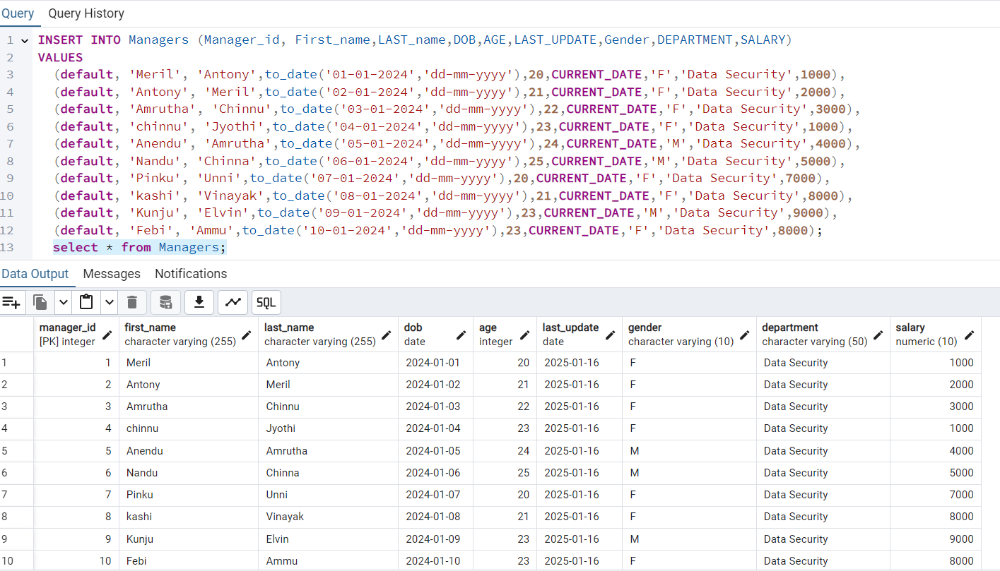 Query Query History
1 INSERT INTO Managers (Manager_id, First_name,LAST_name,DOB,AGE,LAST_UPDATE,Gender,DEPARTMENT,SALARY)
2 VALUES
3 (default, 'Meril', 'Antony',to_date('01-01-2024','dd-mm-yyyy'),20,CURRENT_DATE,'F','Data Security',1000),
4 (default, 'Antony', 'Meril',to_date('02-01-2024','dd-mm-yyyy'),21,CURRENT_DATE,'F','Data Security',2000),
5 (default, 'Amrutha', 'Chinnu',to_date('03-01-2024','dd-mm-yyyy'),22,CURRENT_DATE,'F','Data Security',3000),
6 (default, 'chinnu', 'Jyothi',to_date('04-01-2024','dd-mm-yyyy'),23,CURRENT_DATE,'F','Data Security',1000),
7 (default, 'Anendu', 'Amrutha',to_date('05-01-2024','dd-mm-yyyy'),24,CURRENT_DATE,'M','Data Security',4000),
8 (default, 'Nandu', 'Chinna',to_date('06-01-2024','dd-mm-yyyy'),25,CURRENT_DATE,'M','Data Security',5000),
9 (default, 'Pinku', 'Unni',to_date('07-01-2024','dd-mm-yyyy'),20,CURRENT_DATE,'F','Data Security',7000),
10 (default, 'kashi', 'Vinayak',to_date('08-01-2024','dd-mm-yyyy'),21,CURRENT_DATE,'F','Data Security',8000),
11 (default, 'Kunju', 'Elvin',to_date('09-01-2024','dd-mm-yyyy'),23,CURRENT_DATE,'M','Data Security',9000),
12 (default, 'Febi', 'Ammu',to_date('10-01-2024','dd-mm-yyyy'),23,CURRENT_DATE,'F','Data Security',8000);
13 select * from Managers;
Data Output Messages Notifications
SQL
manager_id first_name last_name dob age last_update gender department salary
[PK] integer character varying (255) character varying (255) date integer date character varying (10) character varying (50) numeric (10)
1 1 Meril Antony 2024-01-01 20 2025-01-16 F Data Security 1000
2 2 Antony Meril 2024-01-02 21 2025-01-16 F Data Security 2000
3 3 Amrutha Chinnu 2024-01-03 22 2025-01-16 F Data Security 3000
4 4 chinnu Jyothi 2024-01-04 23 2025-01-16 F Data Security 1000
5 5 Anendu Amrutha 2024-01-05 24 2025-01-16 M Data Security 4000
6 6 Nandu Chinna 2024-01-06 25 2025-01-16 M Data Security 5000
7 7 Pinku Unni 2024-01-07 20 2025-01-16 F Data Security 7000
8 8 kashi Vinayak 2024-01-08 21 2025-01-16 F Data Security 8000
9 9 Kunju Elvin 2024-01-09 23 2025-01-16 M Data Security 9000
10 10 Febi Ammu 2024-01-10 23 2025-01-16 F Data Security 8000